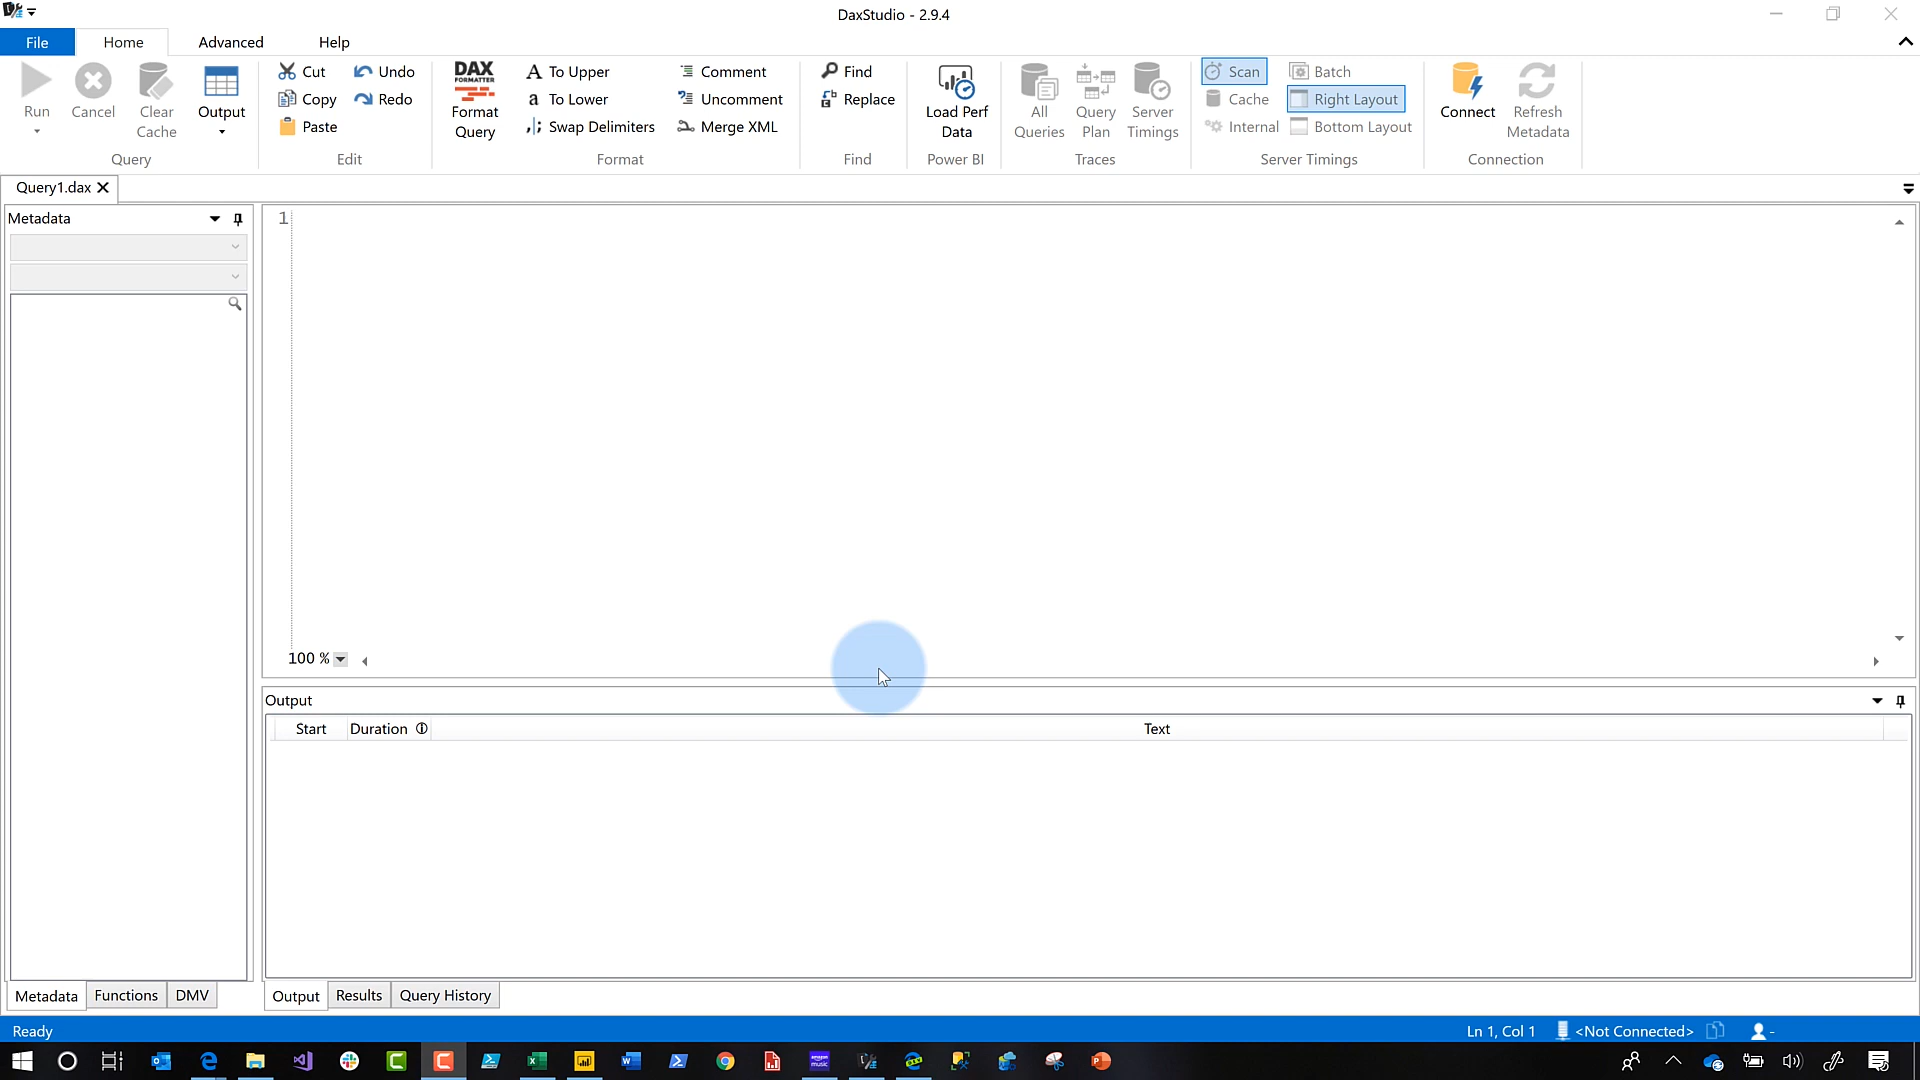 DaxStudio - 2.9.4
File Home Advanced Help
Run
Cancel
Clear Cache
Output
Query
Cut
Copy
Paste
Undo
Redo
Edit
DAX
FORMATTER
Format Query
To Upper
To Lower
Swap Delimiters
Comment
Uncomment
Merge XML
Format
Find
Replace
Find
Load Perf Data
Power BI
All Queries
Query Plan
Server Timings
Traces
Scan
Cache
Internal
Batch
Right Layout
Bottom Layout
Server Timings
Connect
Refresh Metadata
Connection
Query1.dax
Metadata
1
100 %
Output
Start Duration Text
Metadata Functions DMV
Output Results Query History
Ready
Ln 1, Col 1 <Not Connected> -